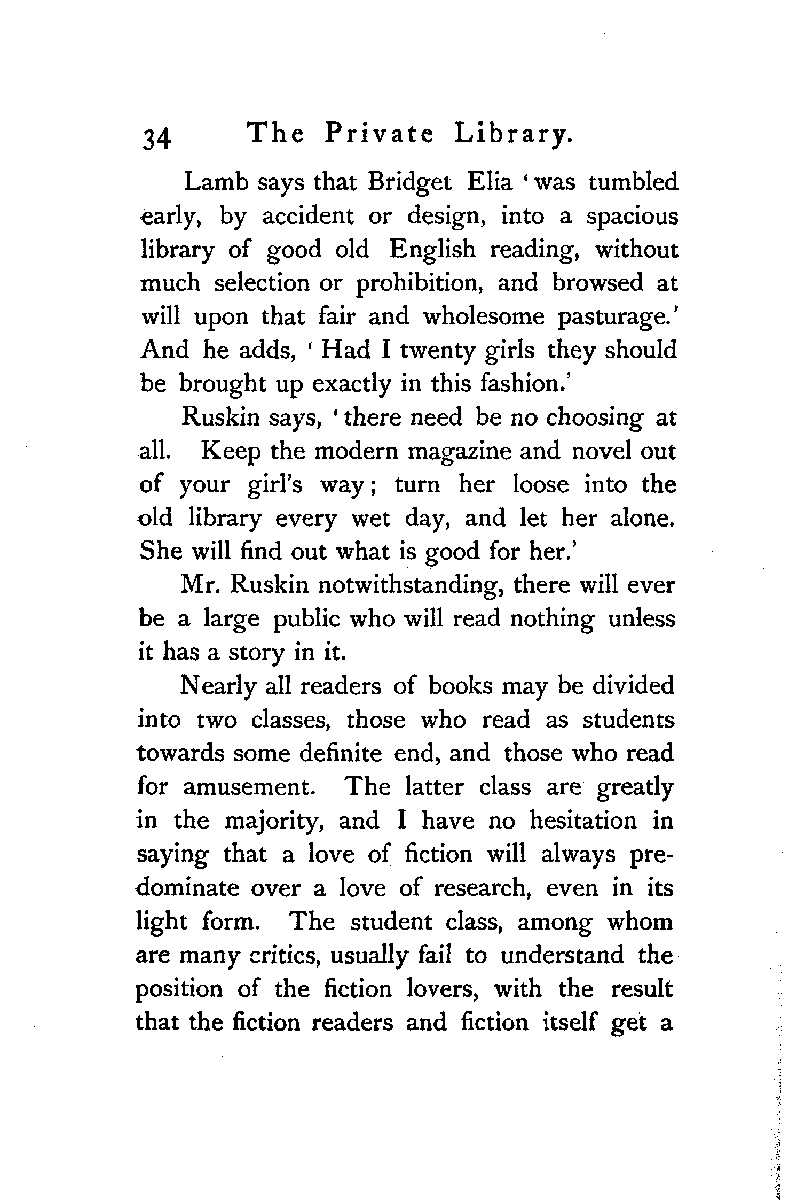 34 The Private Library.
Lamb says that Bridget Elia ‘ was tumbled
early, by accident or design, into a spacious
library of good old English reading, without
much selection or prohibition, and browsed at
will upon that fair and wholesome pasturage.’
And he adds, ‘ Had I twenty girls they should
be brought up exactly in this fashion.’
Ruskin says, ‘ there need be no choosing at
all. Keep the modern magazine and novel out
of your girl’s way ; turn her loose into the
old library every wet day, and let her alone.
She will find out what is good for her.’
Mr. Ruskin notwithstanding, there will ever
be a large public who will read nothing unless
it has a story in it.
Nearly all readers of books may be divided
into two classes, those who read as students
towards some definite end, and those who read
for amusement. The latter class are greatly
in the majority, and I have no hesitation in
saying that a love of fiction will always pre-
dominate over a love of research, even in its
light form. The student class, among whom
are many critics, usually fail to understand the
position of the fiction lovers, with the result
that the fiction readers and fiction itself get a